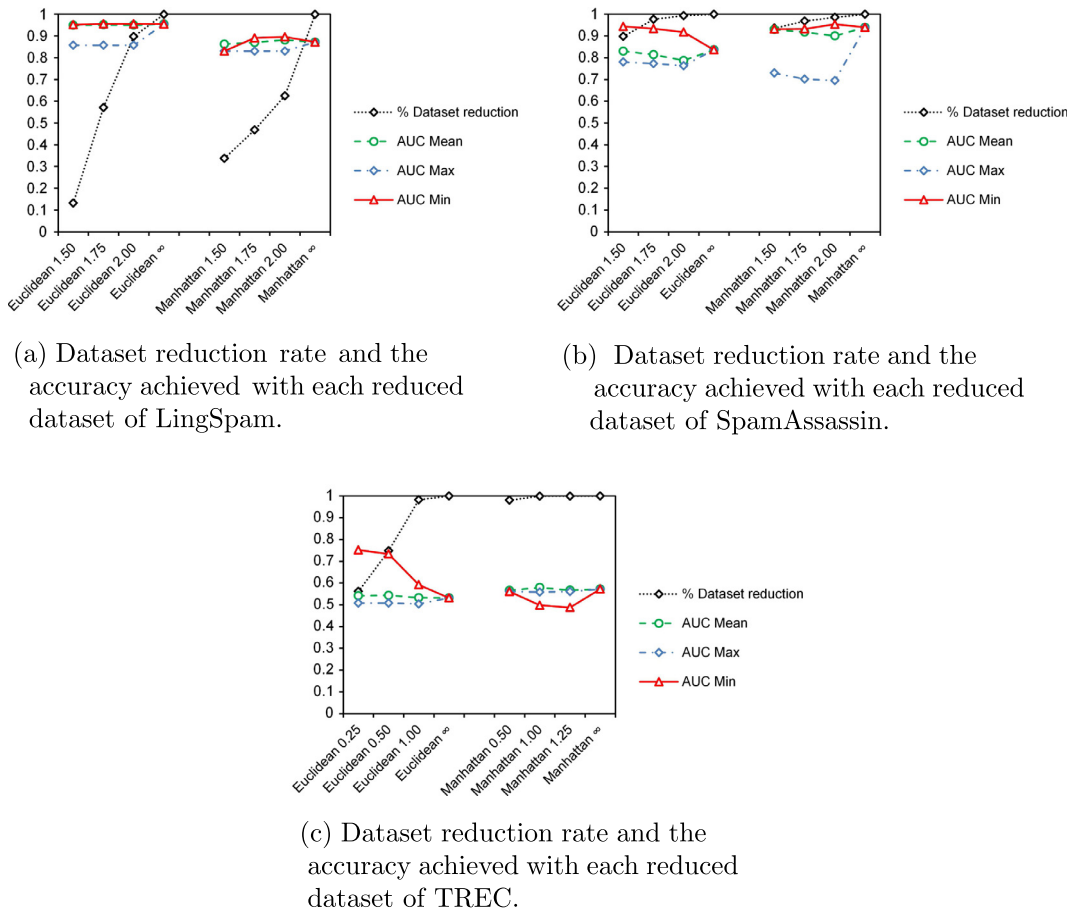 1
0.9
0.8
0.7
0.6
0.5
0.4
0.3
0.2
0.1
0
Euclidean 1.50
Euclidean 1.75
Euclidean 2.00
Euclidean ∞
Manhattan 1.50
Manhattan 1.75
Manhattan 2.00
Manhattan ∞
% Dataset reduction
AUC Mean
AUC Max
AUC Min
(a) Dataset reduction rate and the
accuracy achieved with each reduced
dataset of LingSpam.
1
0.9
0.8
0.7
0.6
0.5
0.4
0.3
0.2
0.1
0
Euclidean 1.50
Euclidean 1.75
Euclidean 2.00
Euclidean ∞
Manhattan 1.50
Manhattan 1.75
Manhattan 2.00
Manhattan ∞
% Dataset reduction
AUC Mean
AUC Max
AUC Min
(b) Dataset reduction rate and the
accuracy achieved with each reduced
dataset of SpamAssassin.
1
0.9
0.8
0.7
0.6
0.5
0.4
0.3
0.2
0.1
0
Euclidean 0.25
Euclidean 0.50
Euclidean 1.00
Euclidean ∞
Manhattan 0.50
Manhattan 1.00
Manhattan 1.25
Manhattan ∞
% Dataset reduction
AUC Mean
AUC Max
AUC Min
(c) Dataset reduction rate and the
accuracy achieved with each reduced
dataset of TREC.